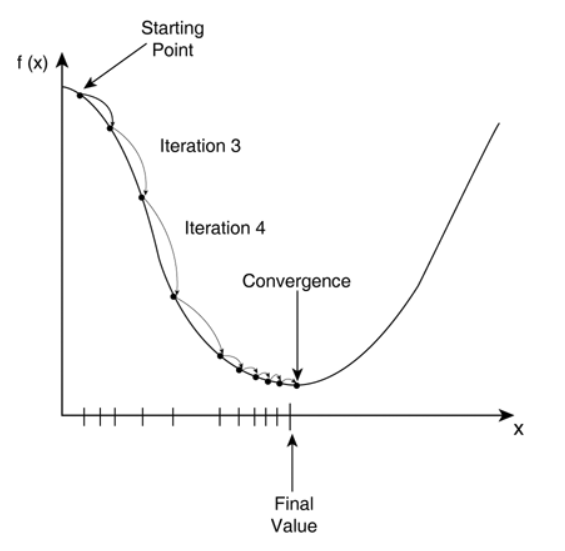 Starting
Point
f (x)
Iteration 3
Iteration 4
Convergence
x
Final
Value